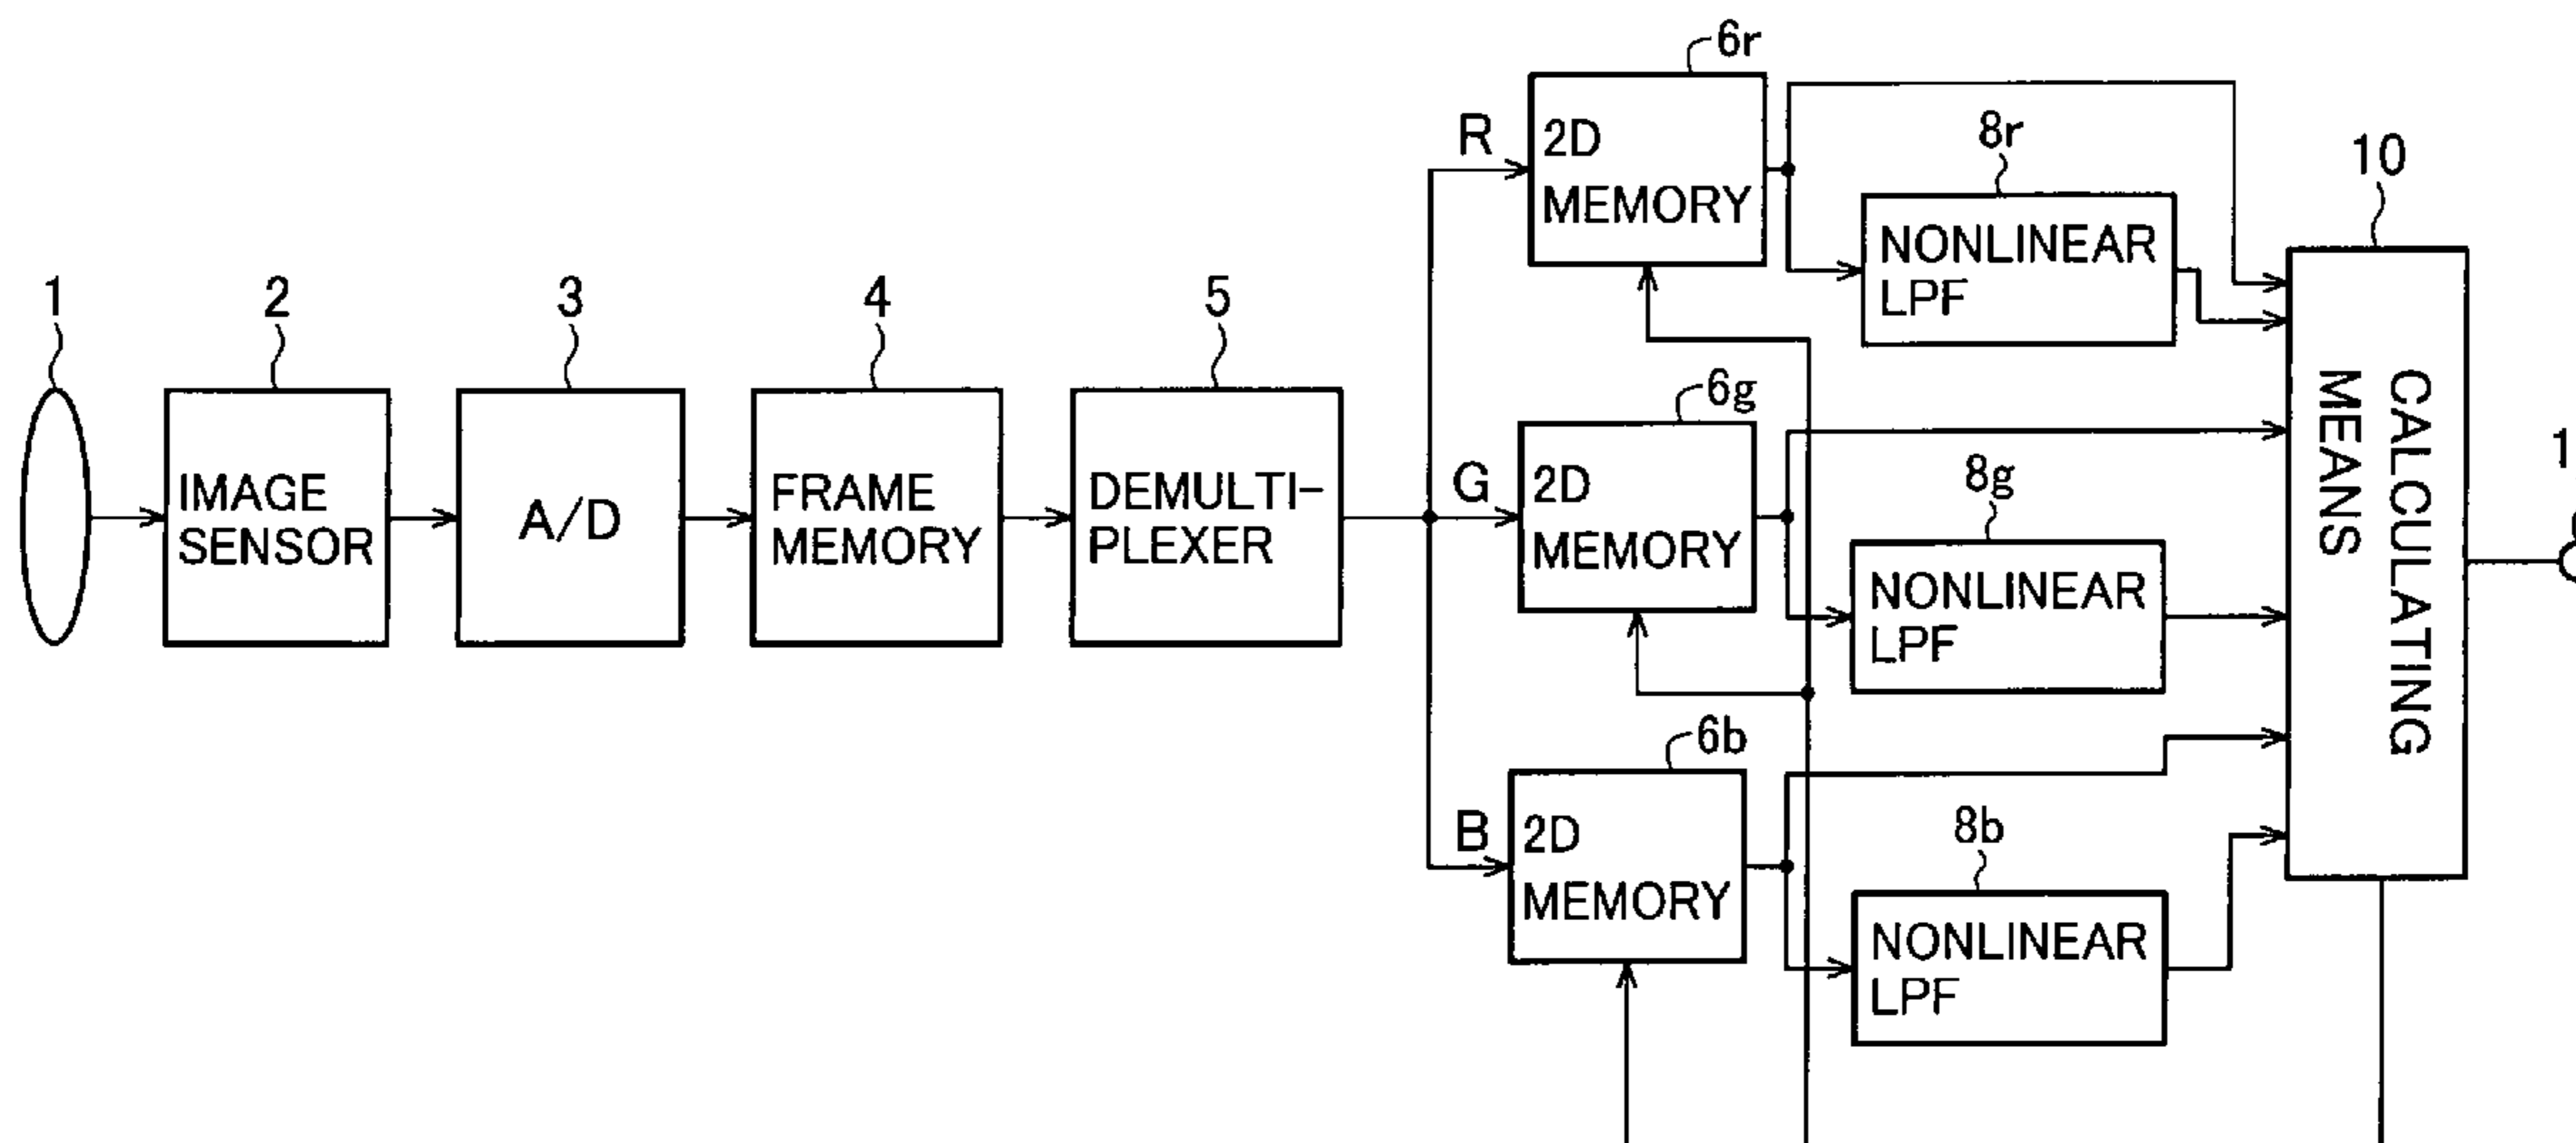 1
2
3
4
5
IMAGE
SENSOR
A/D
FRAME
MEMORY
DEMULTI-
PLEXER
R
G
B
6r
2D
MEMORY
6g
2D
MEMORY
6b
2D
MEMORY
8r
NONLINEAR
LPF
8g
NONLINEAR
LPF
8b
NONLINEAR
LPF
10
CALCULATING
MEANS
1